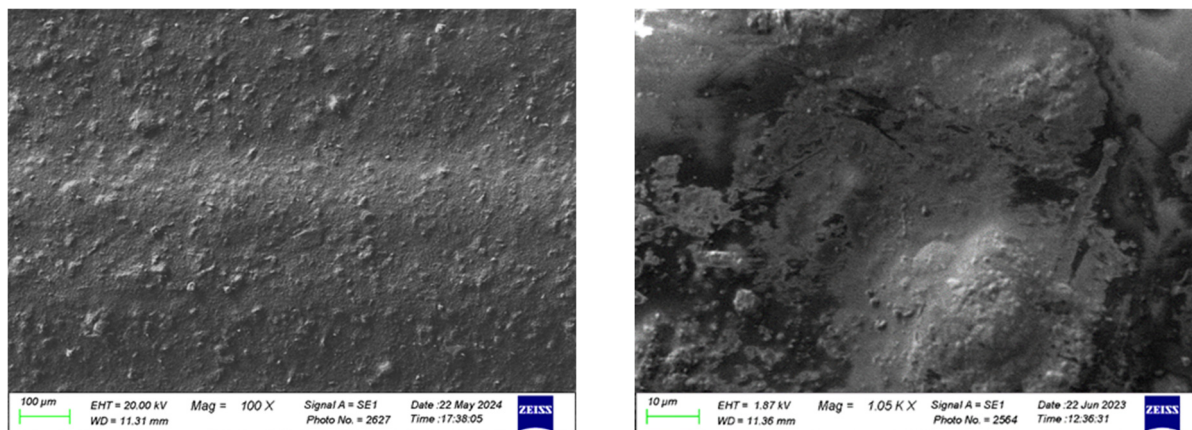 100 µm
EHT = 20.00 kV
WD = 11.31 mm
Mag = 100 X
Signal A = SE1
Photo No. = 2627
Date :22 May 2024
Time :17:38:05
ZEISS
10 µm
EHT = 1.87 kV
WD = 11.36 mm
Mag = 1.05 K X
Signal A = SE1
Photo No. = 2564
Date :22 Jun 2023
Time :12:36:31
ZEISS